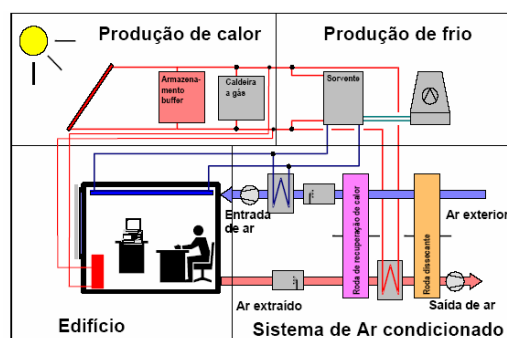 Produção de calor
Produção de frio
Armazena-
mento
buffer
Caldeira
a gás
Sorvente
Entrada
de ar
Roda de recuperação de calor
Roda dissecante
Ar exterior
Ar extraído
Saída de ar
Edifício
Sistema de Ar condicionado